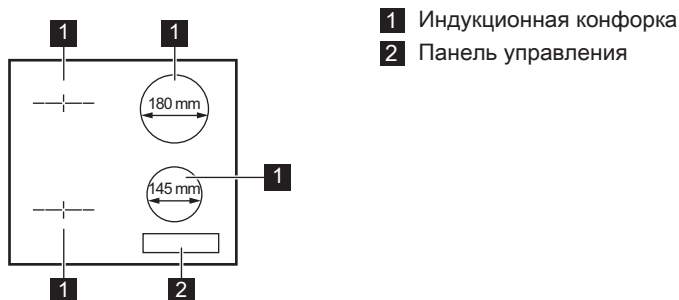 1 1
180 mm
145 mm
1
1 2
1 Индукционная конфорка
2 Панель управления